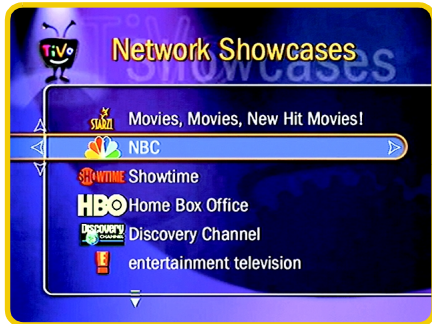 TiVo
Network Showcases
Showcases
STARZ! Movies, Movies, New Hit Movies!
NBC
SHOWTIME Showtime
HBO Home Box Office
Discovery CHANNEL Discovery Channel
E! entertainment television